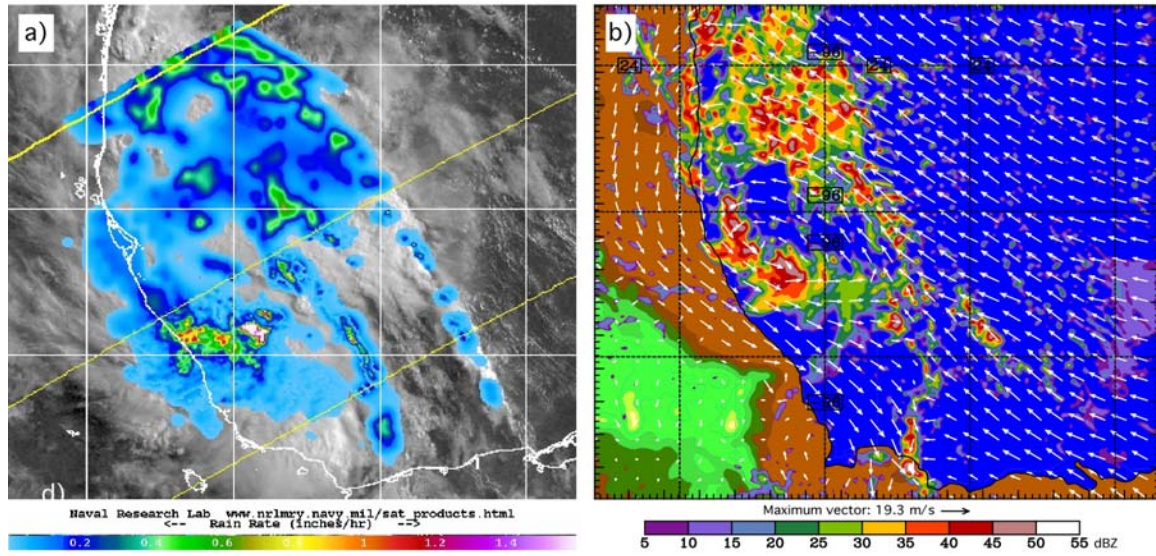 a)
d)
Naval Research Lab www.nrlmry.navy.mil/sat_products.html
<-- Rain Rate (inches/hr) -->
0.2 0.4 0.6 0.8 1 1.2 1.4
b)
24 -96 24
-96
-96
Maximum vector: 19.3 m/s
5 10 15 20 25 30 35 40 45 50 55 dBZ